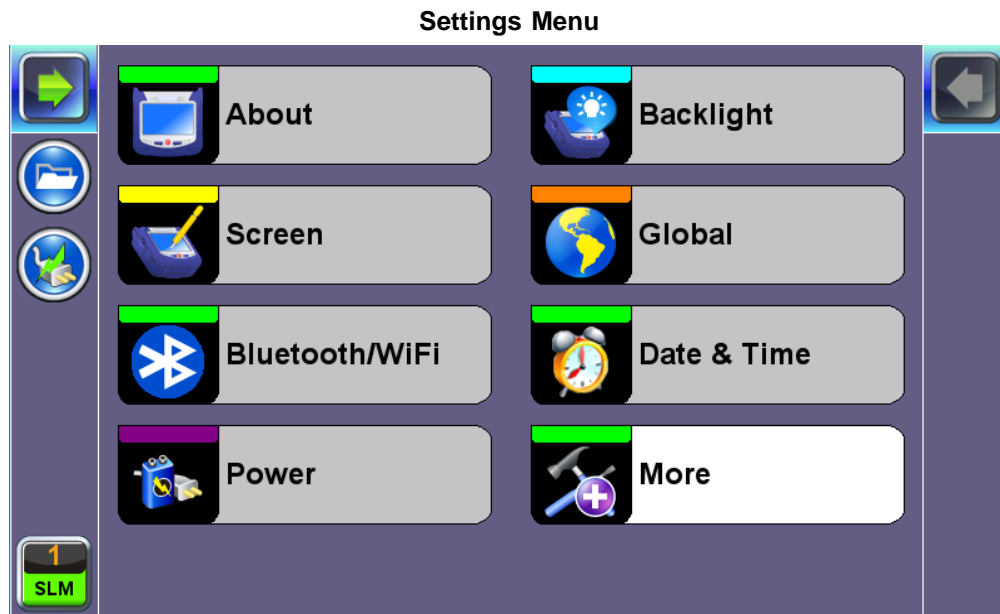 Settings Menu
About
Backlight
Screen
Global
Bluetooth/WiFi
Date & Time
Power
More
1
SLM